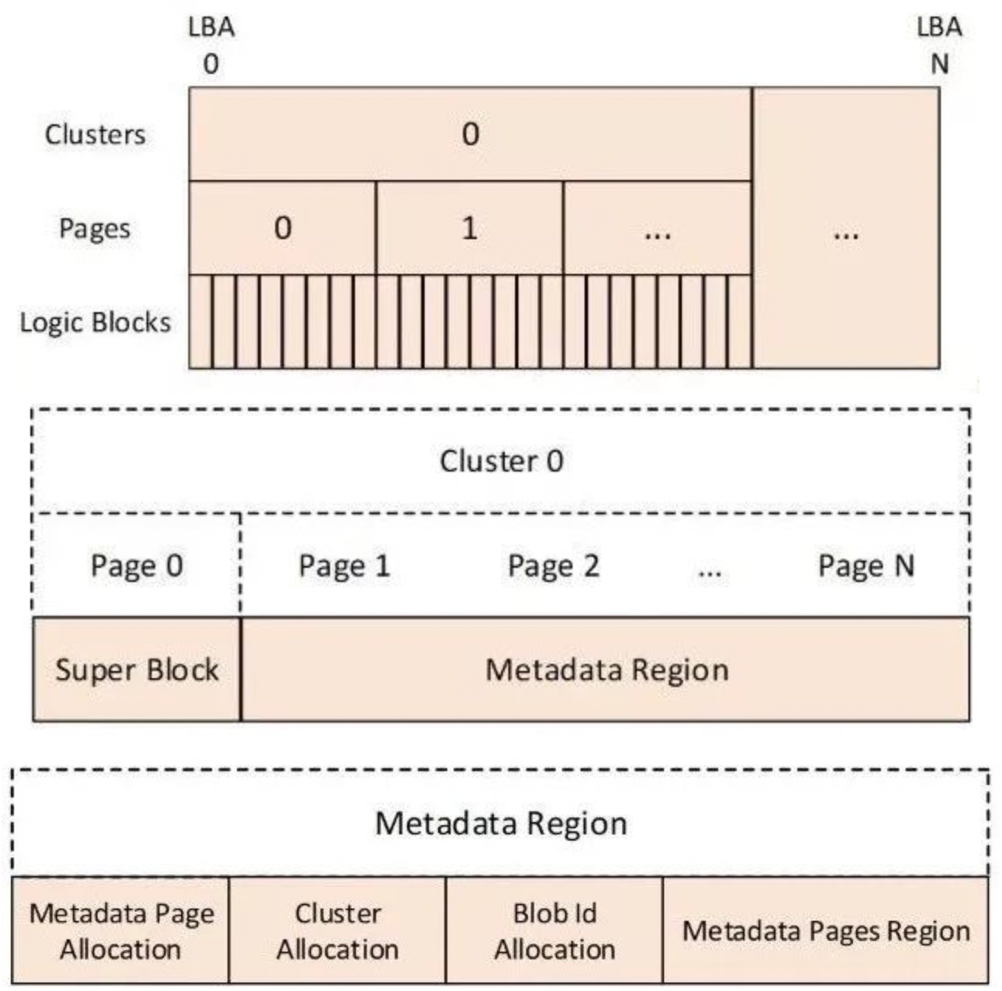 LBA
0
LBA
N
Clusters
0
Pages
0
1
...
...
Logic Blocks
Cluster 0
Page 0
Page 1
Page 2
...
Page N
Super Block
Metadata Region
Metadata Region
Metadata Page
Allocation
Cluster
Allocation
Blob Id
Allocation
Metadata Pages Region